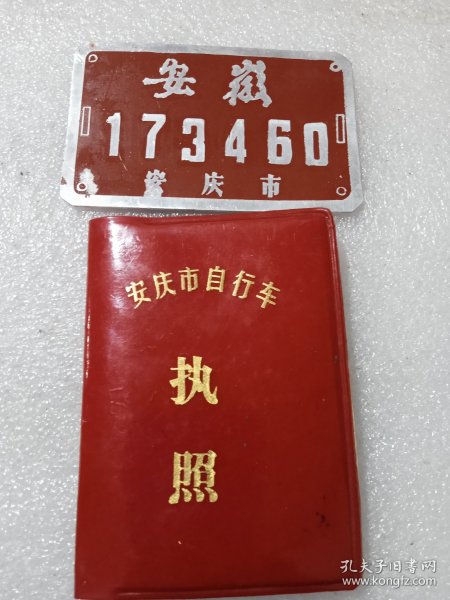 安徽
173460
安庆市
安庆市自行车
执
照
孔夫子旧书网
www.kongfz.com